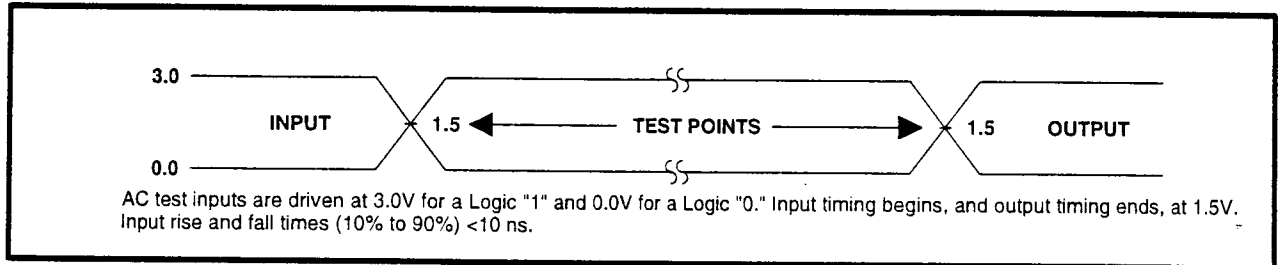 3.0
INPUT 1.5 TEST POINTS 1.5 OUTPUT
0.0
AC test inputs are driven at 3.0V for a Logic "1" and 0.0V for a Logic "0." Input timing begins, and output timing ends, at 1.5V.
Input rise and fall times (10% to 90%) <10 ns.